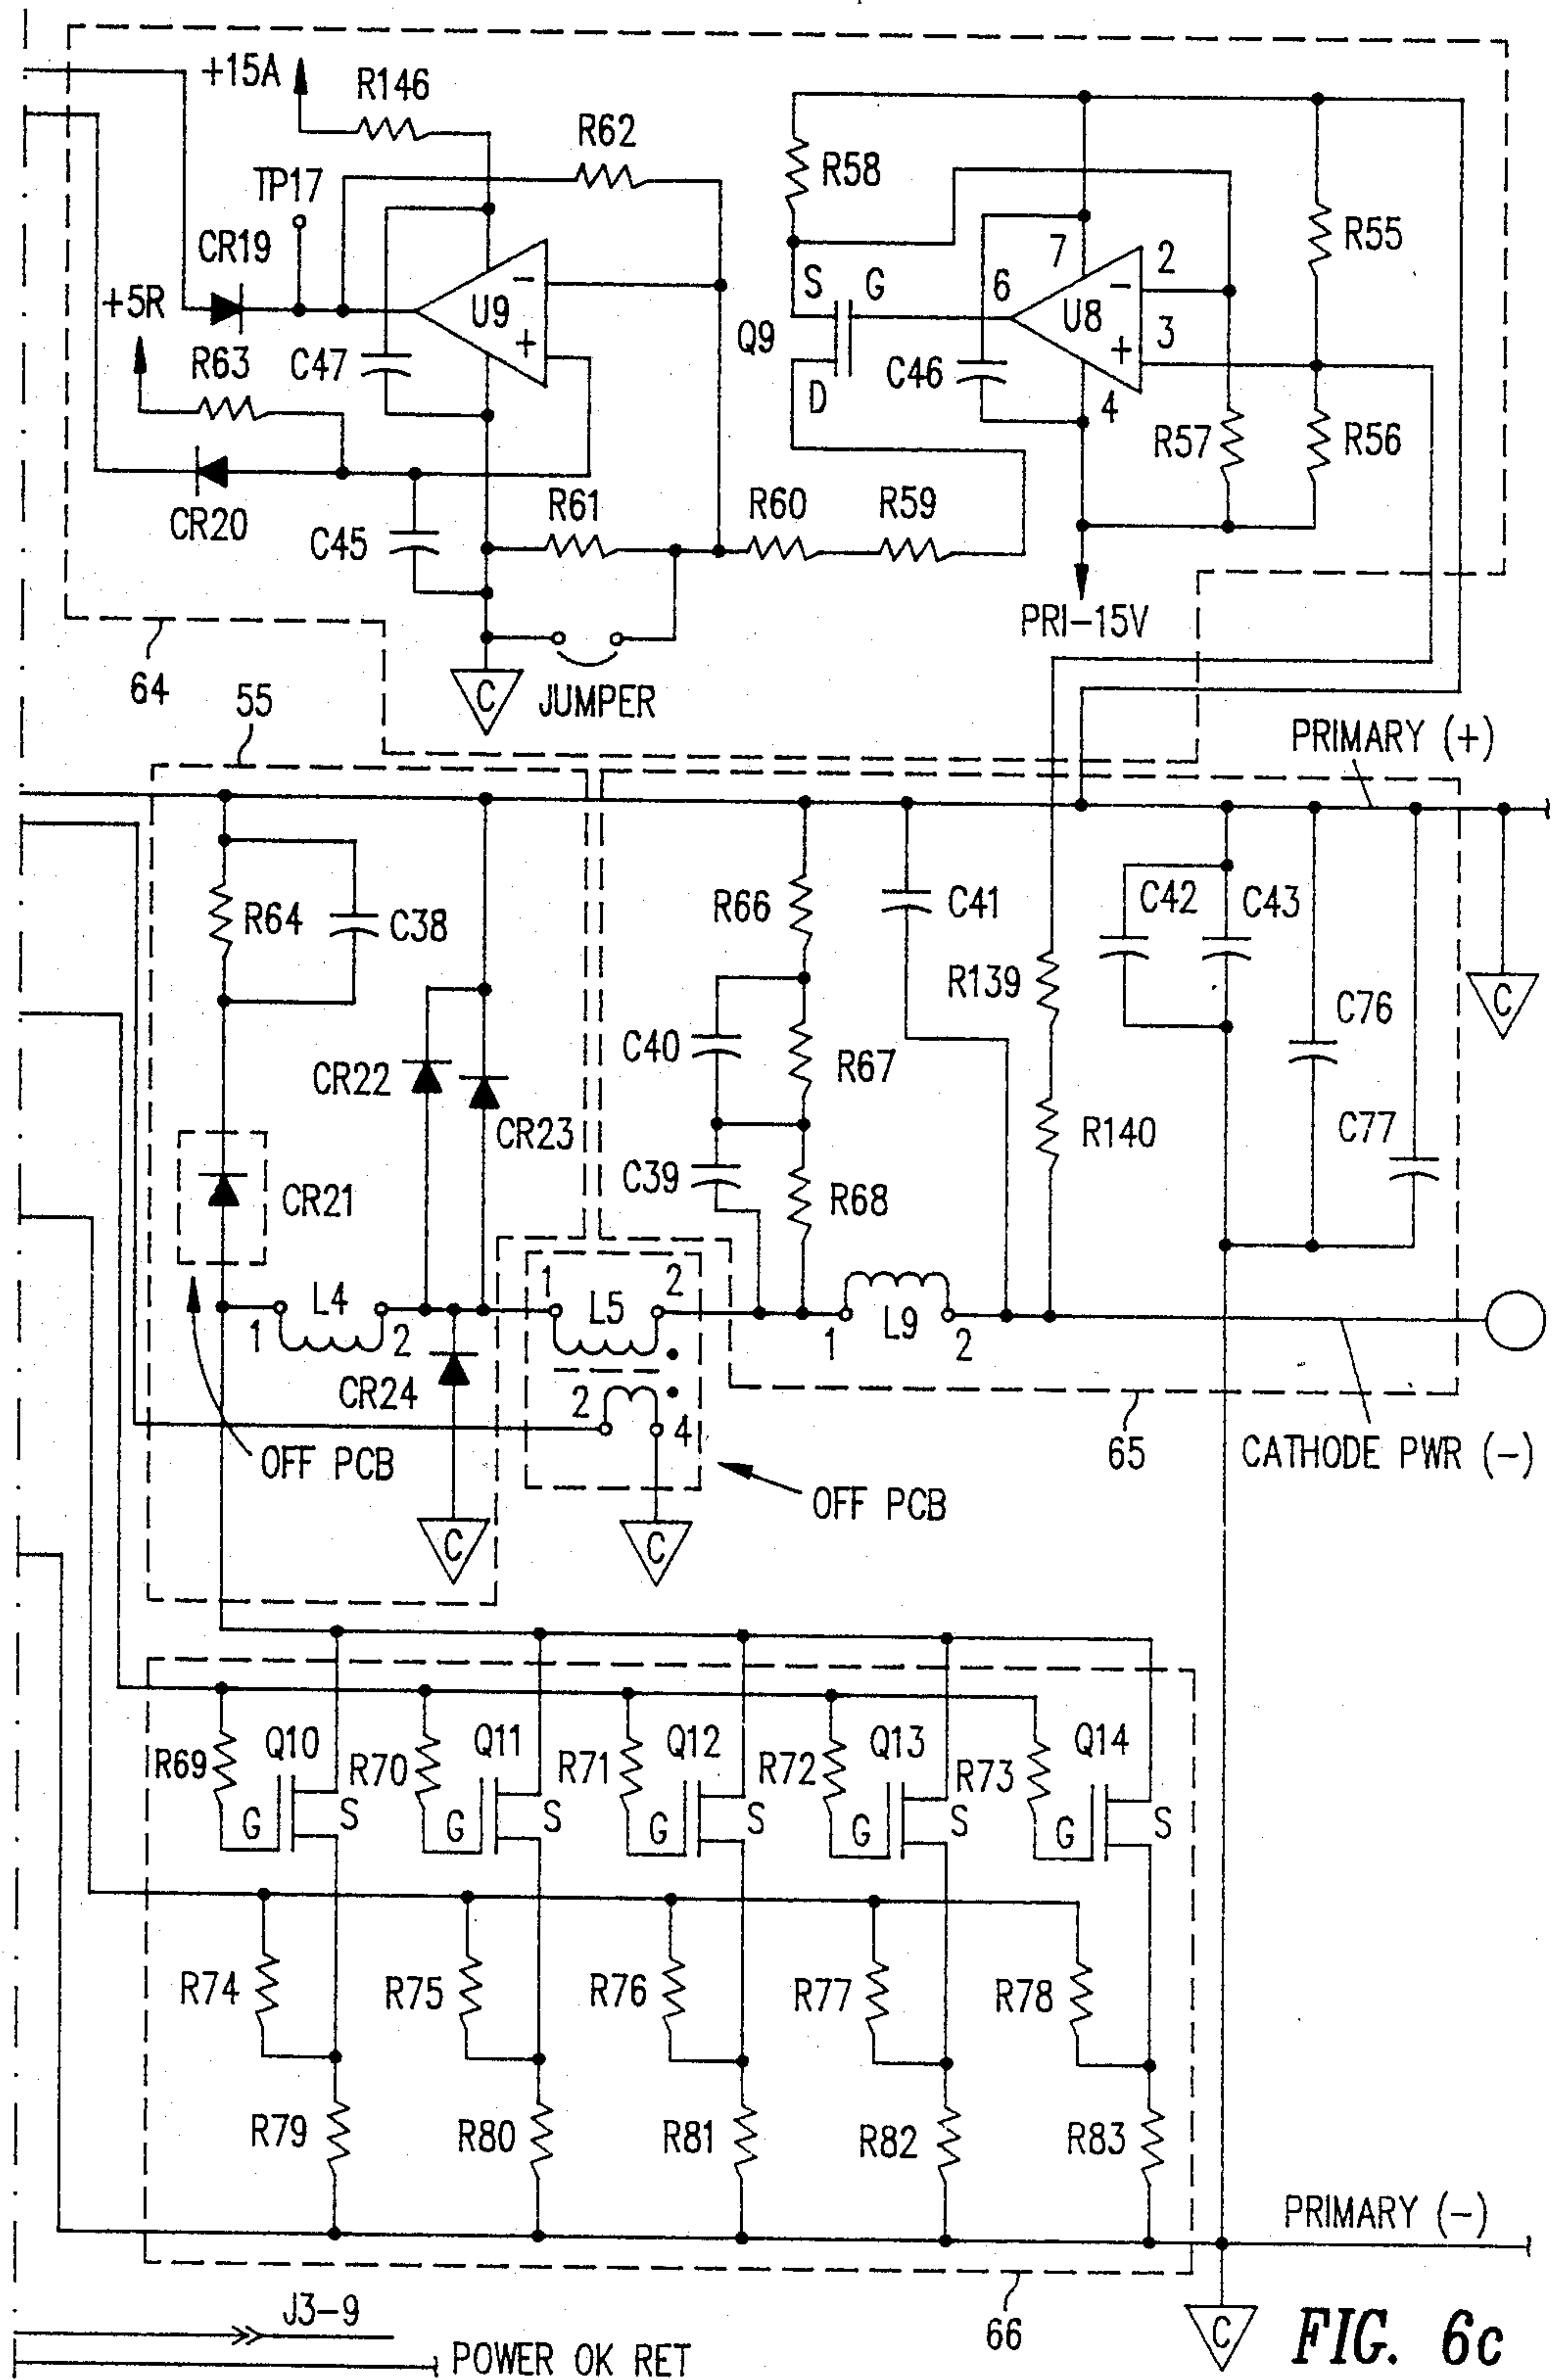 +15A
R146
R62
TP17
R58
CR19
7
2
R55
+5R
S
G
6
-
-
U9
U8
3
Q9
+
+
R63
C47
C46
D
4
R57
R56
CR20
R61
R60
R59
C45
PRI-15V
64
55
C
JUMPER
PRIMARY (+)
R64
C38
R66
C41
C42
C43
R139
C
C40
C76
CR22
R67
CR23
R140
C77
C39
CR21
R68
1
2
L4
L5
1
2
L9
1
2
CR24
2
4
OFF PCB
65
CATHODE PWR (-)
OFF PCB
C
C
R69
Q10
R70
Q11
R71
Q12
R72
Q13
R73
Q14
G
S
G
S
G
S
G
S
G
S
R74
R75
R76
R77
R78
R79
R80
R81
R82
R83
PRIMARY (-)
J3-9
66
C
FIG. 6c
POWER OK RET